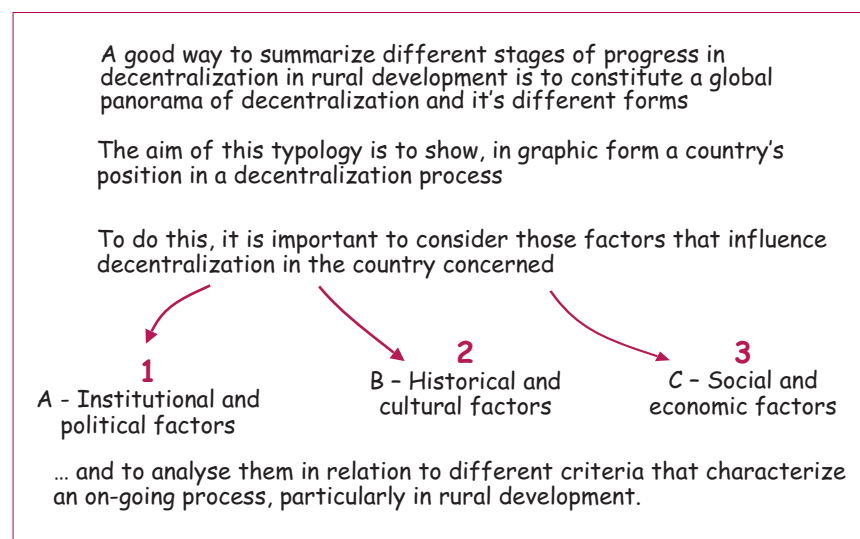 A good way to summarize different stages of progress in
decentralization in rural development is to constitute a global
panorama of decentralization and it's different forms
The aim of this typology is to show, in graphic form a country's
position in a decentralization process
To do this, it is important to consider those factors that influence
decentralization in the country concerned
1
A - Institutional and
political factors
2
B – Historical and
cultural factors
3
C – Social and
economic factors
… and to analyse them in relation to different criteria that characterize
an on-going process, particularly in rural development.